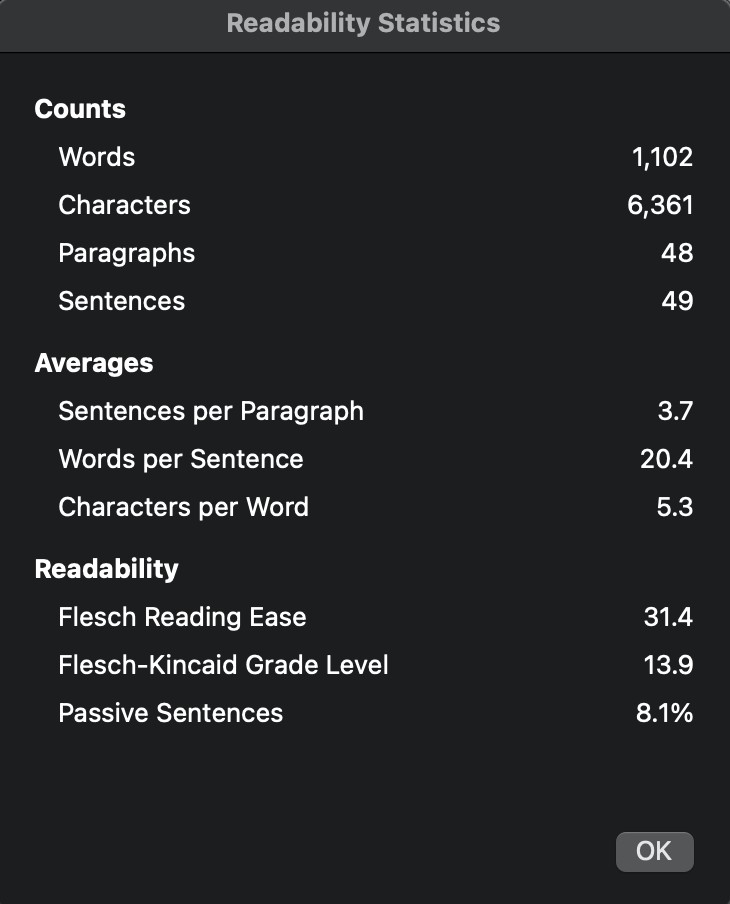 Readability Statistics
Counts
Words 1,102
Characters 6,361
Paragraphs 48
Sentences 49
Averages
Sentences per Paragraph 3.7
Words per Sentence 20.4
Characters per Word 5.3
Readability
Flesch Reading Ease 31.4
Flesch-Kincaid Grade Level 13.9
Passive Sentences 8.1%
OK